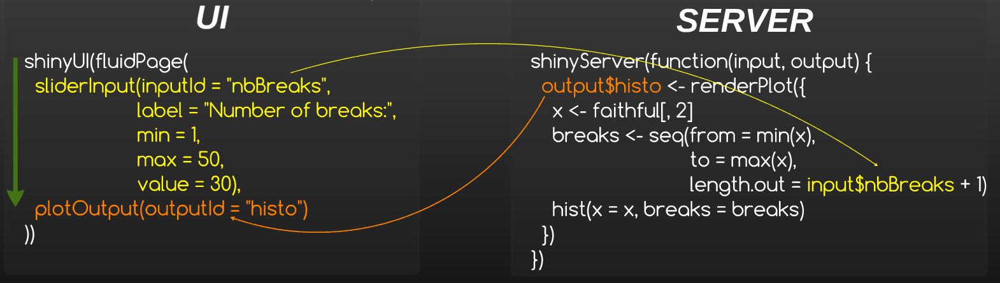 UI
shinyUI(fluidPage(
sliderInput(inputId = "nbBreaks",
label = "Number of breaks:",
min = 1,
max = 50,
value = 30),
plotOutput(outputId = "histo")
))
SERVER
shinyServer(function(input, output) {
output$histo <- renderPlot({
x <- faithful[, 2]
breaks <- seq(from = min(x),
to = max(x),
length.out = input$nbBreaks + 1)
hist(x = x, breaks = breaks)
})
})